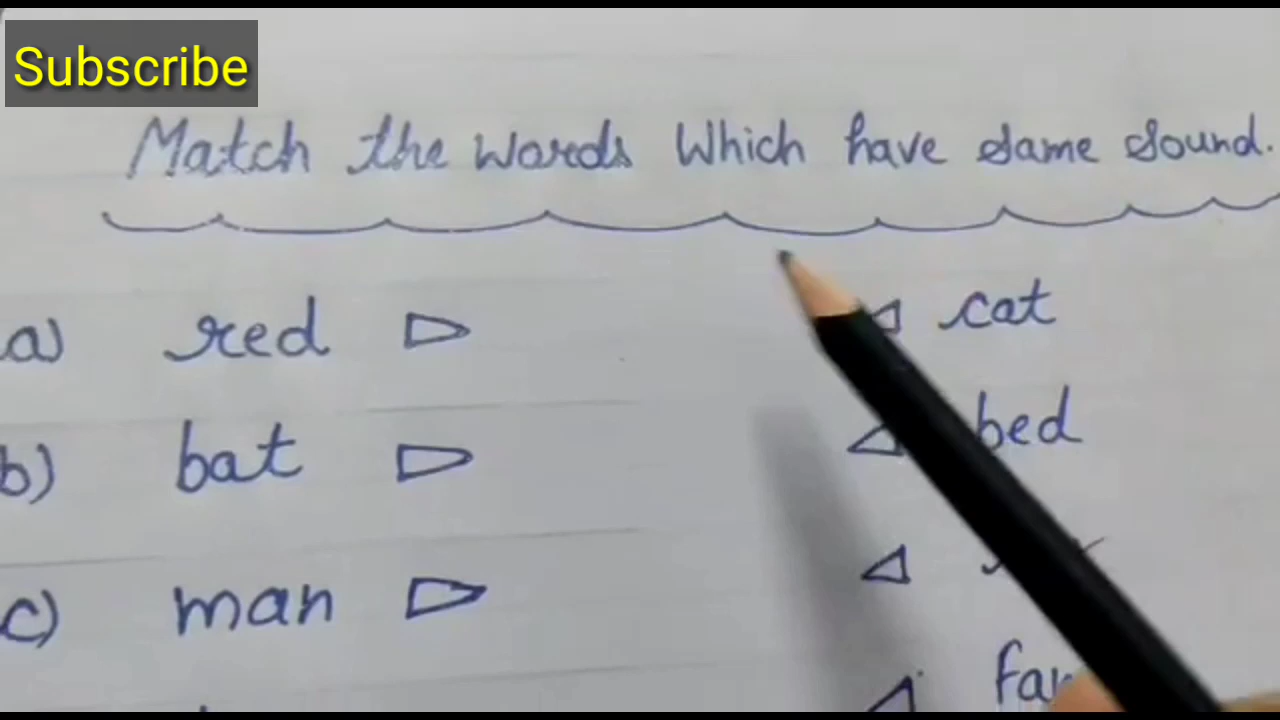 Subscribe
Match the words Which have same sound.
a) red cat
b) bat bed
c) man